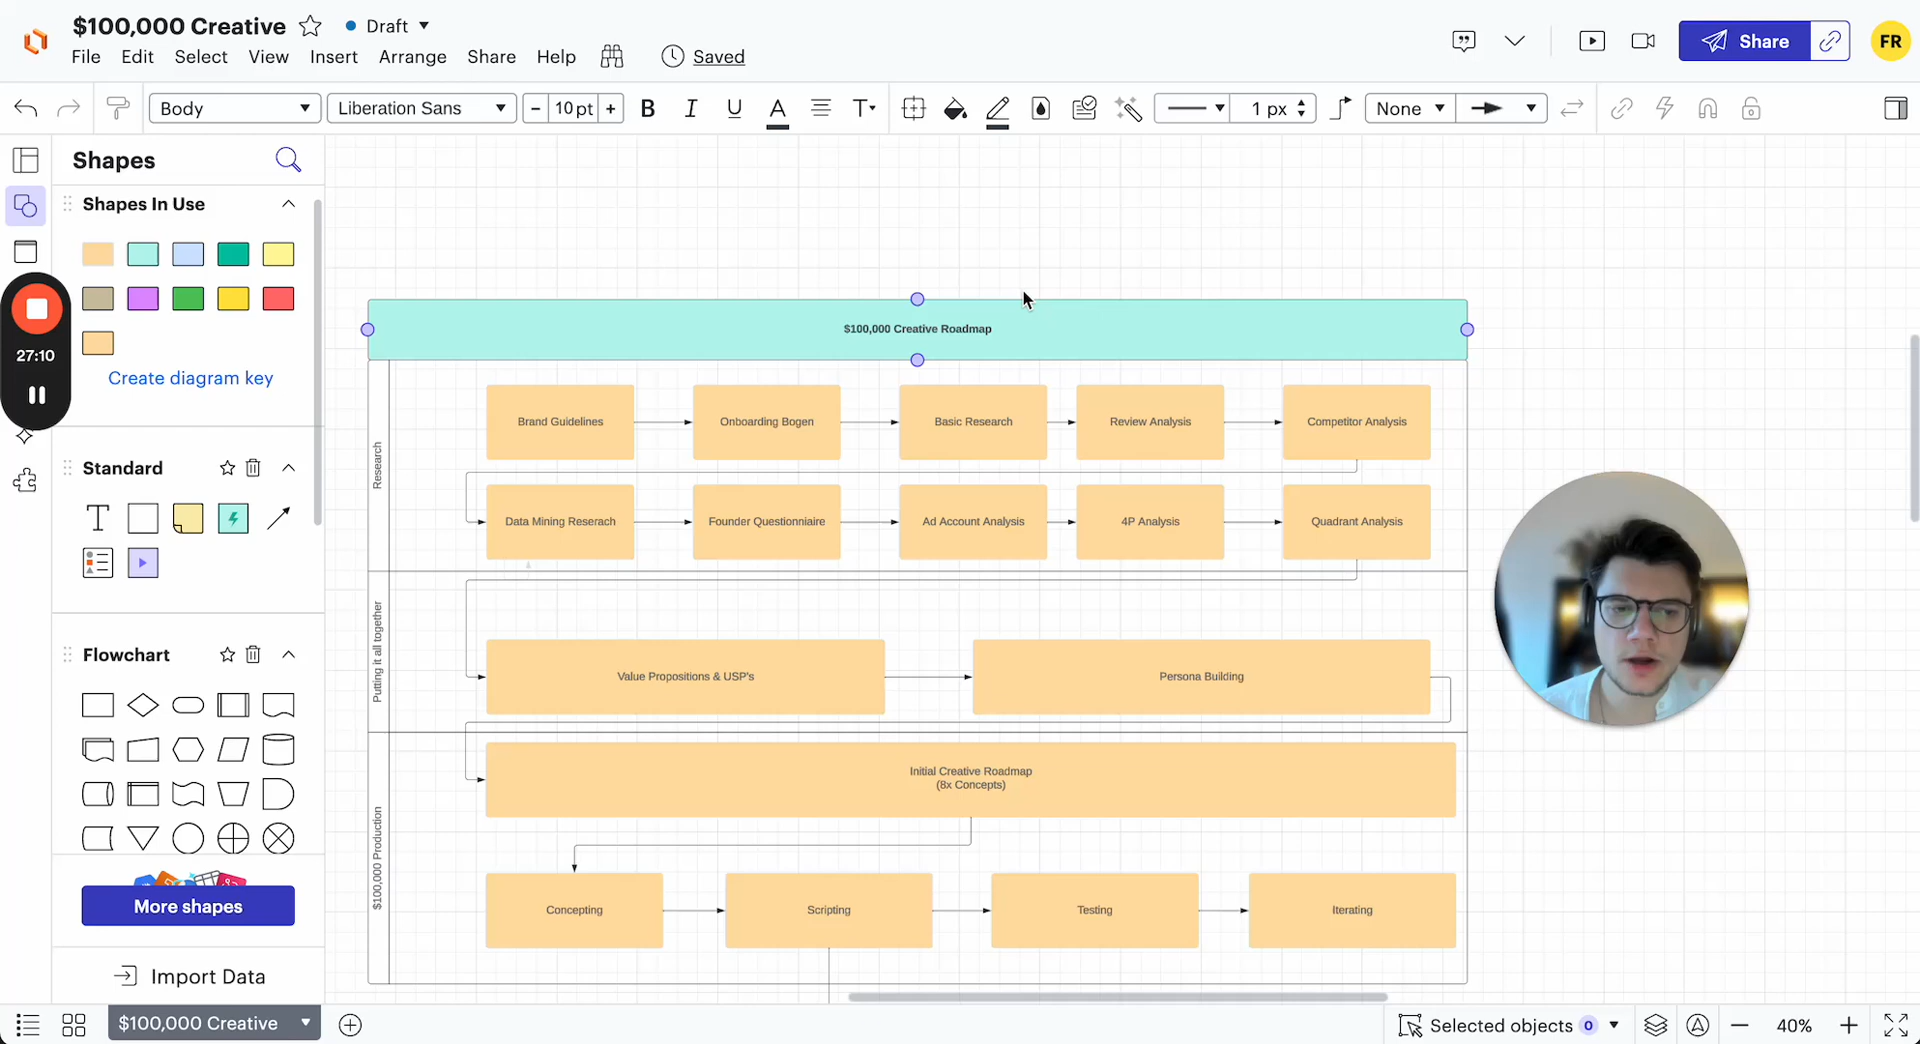 $100,000 Creative
Draft
File Edit Select View Insert Arrange Share Help
Saved
Share
FR
Body
Liberation Sans
10 pt
B I U A T
1 px
None
Shapes
Shapes In Use
27:10
Create diagram key
Standard
T
Flowchart
More shapes
Import Data
$100,000 Creative Roadmap
Research
Brand Guidelines
Onboarding Bogen
Basic Research
Review Analysis
Competitor Analysis
Data Mining Reserach
Founder Questionniaire
Ad Account Analysis
4P Analysis
Quadrant Analysis
Putting it all together
Value Propositions & USP's
Persona Building
$100,000 Production
Initial Creative Roadmap
(8x Concepts)
Concepting
Scripting
Testing
Iterating
$100,000 Creative
Selected objects 0
40%